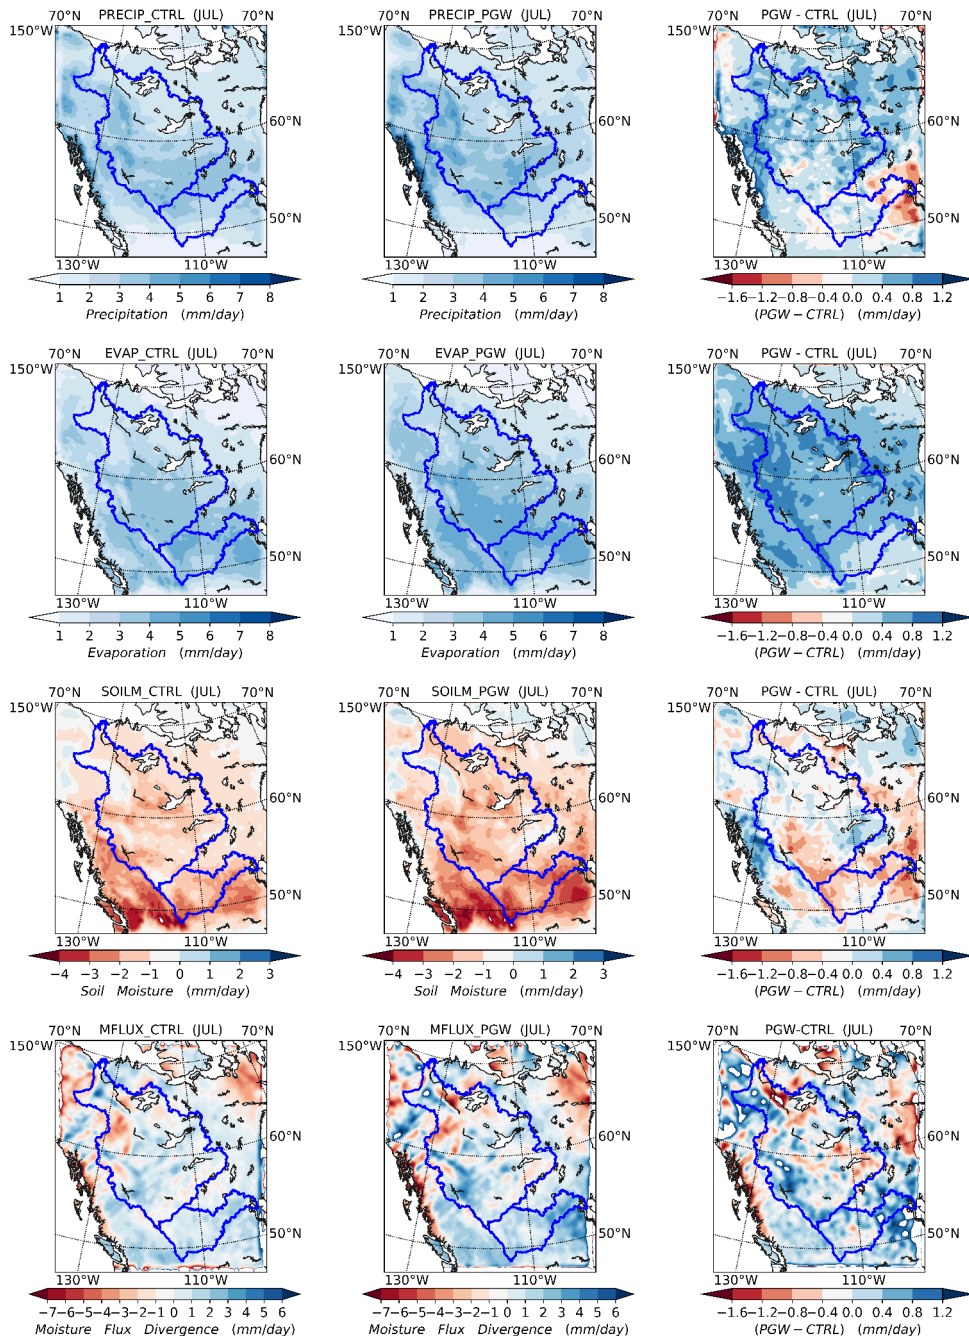 70°N PRECIP_CTRL (JUL) 70°N
150°W
60°N
50°N
130°W 110°W
1 2 3 4 5 6 7 8
Precipitation (mm/day)
70°N PRECIP_PGW (JUL) 70°N
150°W
60°N
50°N
130°W 110°W
1 2 3 4 5 6 7 8
Precipitation (mm/day)
70°N PGW - CTRL (JUL) 70°N
150°W
60°N
50°N
130°W 110°W
−1.6−1.2−0.8−0.4 0.0 0.4 0.8 1.2
(PGW−CTRL) (mm/day)
70°N EVAP_CTRL (JUL) 70°N
150°W
60°N
50°N
130°W 110°W
1 2 3 4 5 6 7 8
Evaporation (mm/day)
70°N EVAP_PGW (JUL) 70°N
150°W
60°N
50°N
130°W 110°W
1 2 3 4 5 6 7 8
Evaporation (mm/day)
70°N PGW - CTRL (JUL) 70°N
150°W
60°N
50°N
130°W 110°W
−1.6−1.2−0.8−0.4 0.0 0.4 0.8 1.2
(PGW−CTRL) (mm/day)
70°N SOILM_CTRL (JUL) 70°N
150°W
60°N
50°N
130°W 110°W
−4 −3 −2 −1 0 1 2 3
Soil Moisture (mm/day)
70°N SOILM_PGW (JUL) 70°N
150°W
60°N
50°N
130°W 110°W
−4 −3 −2 −1 0 1 2 3
Soil Moisture (mm/day)
70°N PGW - CTRL (JUL) 70°N
150°W
60°N
50°N
130°W 110°W
−1.6−1.2−0.8−0.4 0.0 0.4 0.8 1.2
(PGW−CTRL) (mm/day)
70°N MFLUX_CTRL (JUL) 70°N
150°W
60°N
50°N
130°W 110°W
−7−6−5−4−3−2−1 0 1 2 3 4 5 6
Moisture Flux Divergence (mm/day)
70°N MFLUX_PGW (JUL) 70°N
150°W
60°N
50°N
130°W 110°W
−7−6−5−4−3−2−1 0 1 2 3 4 5 6
Moisture Flux Divergence (mm/day)
70°N PGW-CTRL (JUL) 70°N
150°W
60°N
50°N
130°W 110°W
−1.6−1.2−0.8−0.4 0.0 0.4 0.8 1.2
(PGW−CTRL) (mm/day)